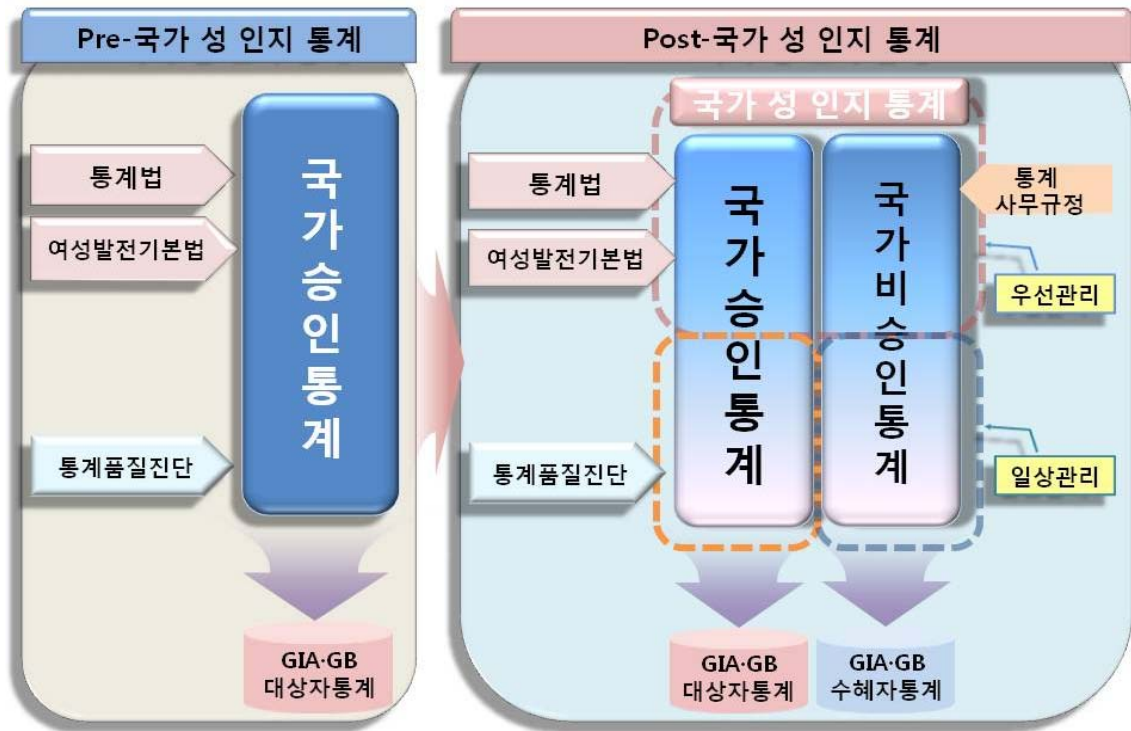 Pre-국가 성 인지 통계
통계법
여성발전기본법
통계품질진단
국가승인통계
GIA·GB
대상자통계
Post-국가 성 인지 통계
국가 성 인지 통계
통계법
여성발전기본법
통계품질진단
국가승인통계
국가비승인통계
통계
사무규정
우선관리
일상관리
GIA·GB
대상자통계
GIA·GB
수혜자통계